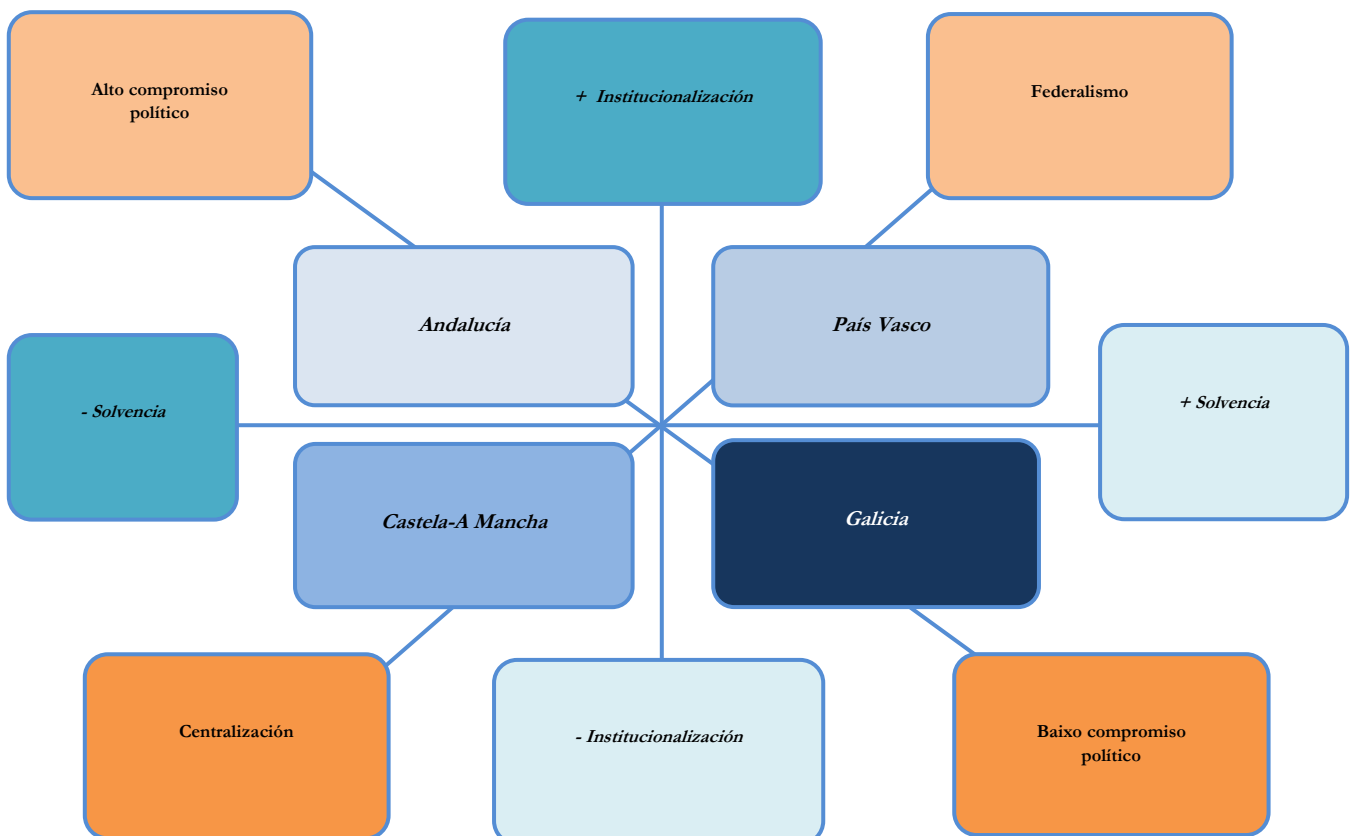 Alto compromiso
político
+ Institucionalización
Federalismo
Andalucía
País Vasco
- Solvencia
+ Solvencia
Castela-A Mancha
Galicia
Centralización
- Institucionalización
Baixo compromiso
político